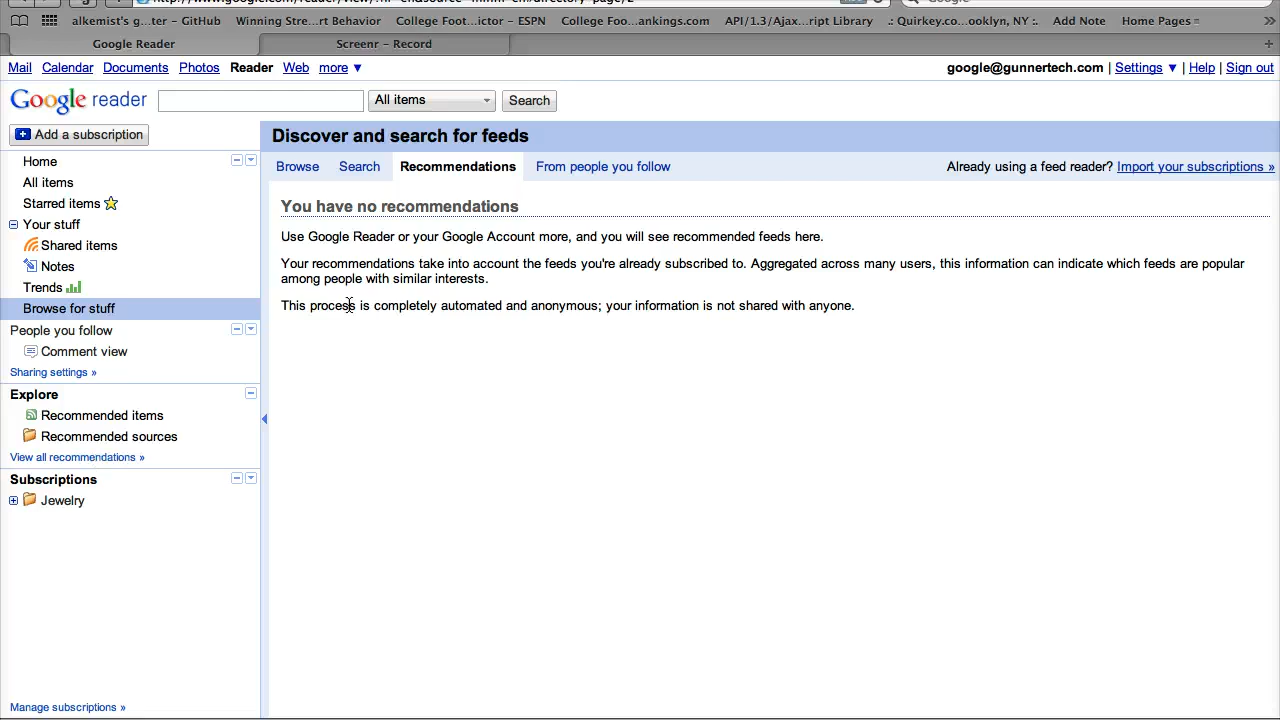 alkemist's g...ter – GitHub Winning Stre...rt Behavior College Foot...ictor – ESPN College Foo...ankings.com API/1.3/Ajax...ript Library .: Quirkey.co...ooklyn, NY :. Add Note Home Pages
Google Reader Screenr – Record
Mail Calendar Documents Photos Reader Web more ▼ google@gunnertech.com | Settings ▼ | Help | Sign out
Google reader All items Search
Add a subscription
Discover and search for feeds
Browse Search Recommendations From people you follow Already using a feed reader? Import your subscriptions »
Home
All items
Starred items
Your stuff
Shared items
Notes
Trends
Browse for stuff
People you follow
Comment view
Sharing settings »
Explore
Recommended items
Recommended sources
View all recommendations »
Subscriptions
Jewelry
Manage subscriptions »
You have no recommendations
Use Google Reader or your Google Account more, and you will see recommended feeds here.
Your recommendations take into account the feeds you're already subscribed to. Aggregated across many users, this information can indicate which feeds are popular
among people with similar interests.
This process is completely automated and anonymous; your information is not shared with anyone.